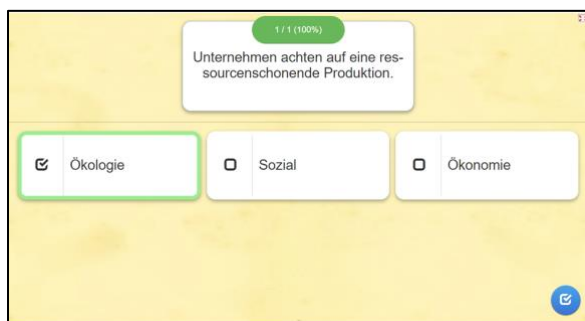 1 / 1 (100%)
Unternehmen achten auf eine res-
sourcenschonende Produktion.
Ökologie
Sozial
Ökonomie